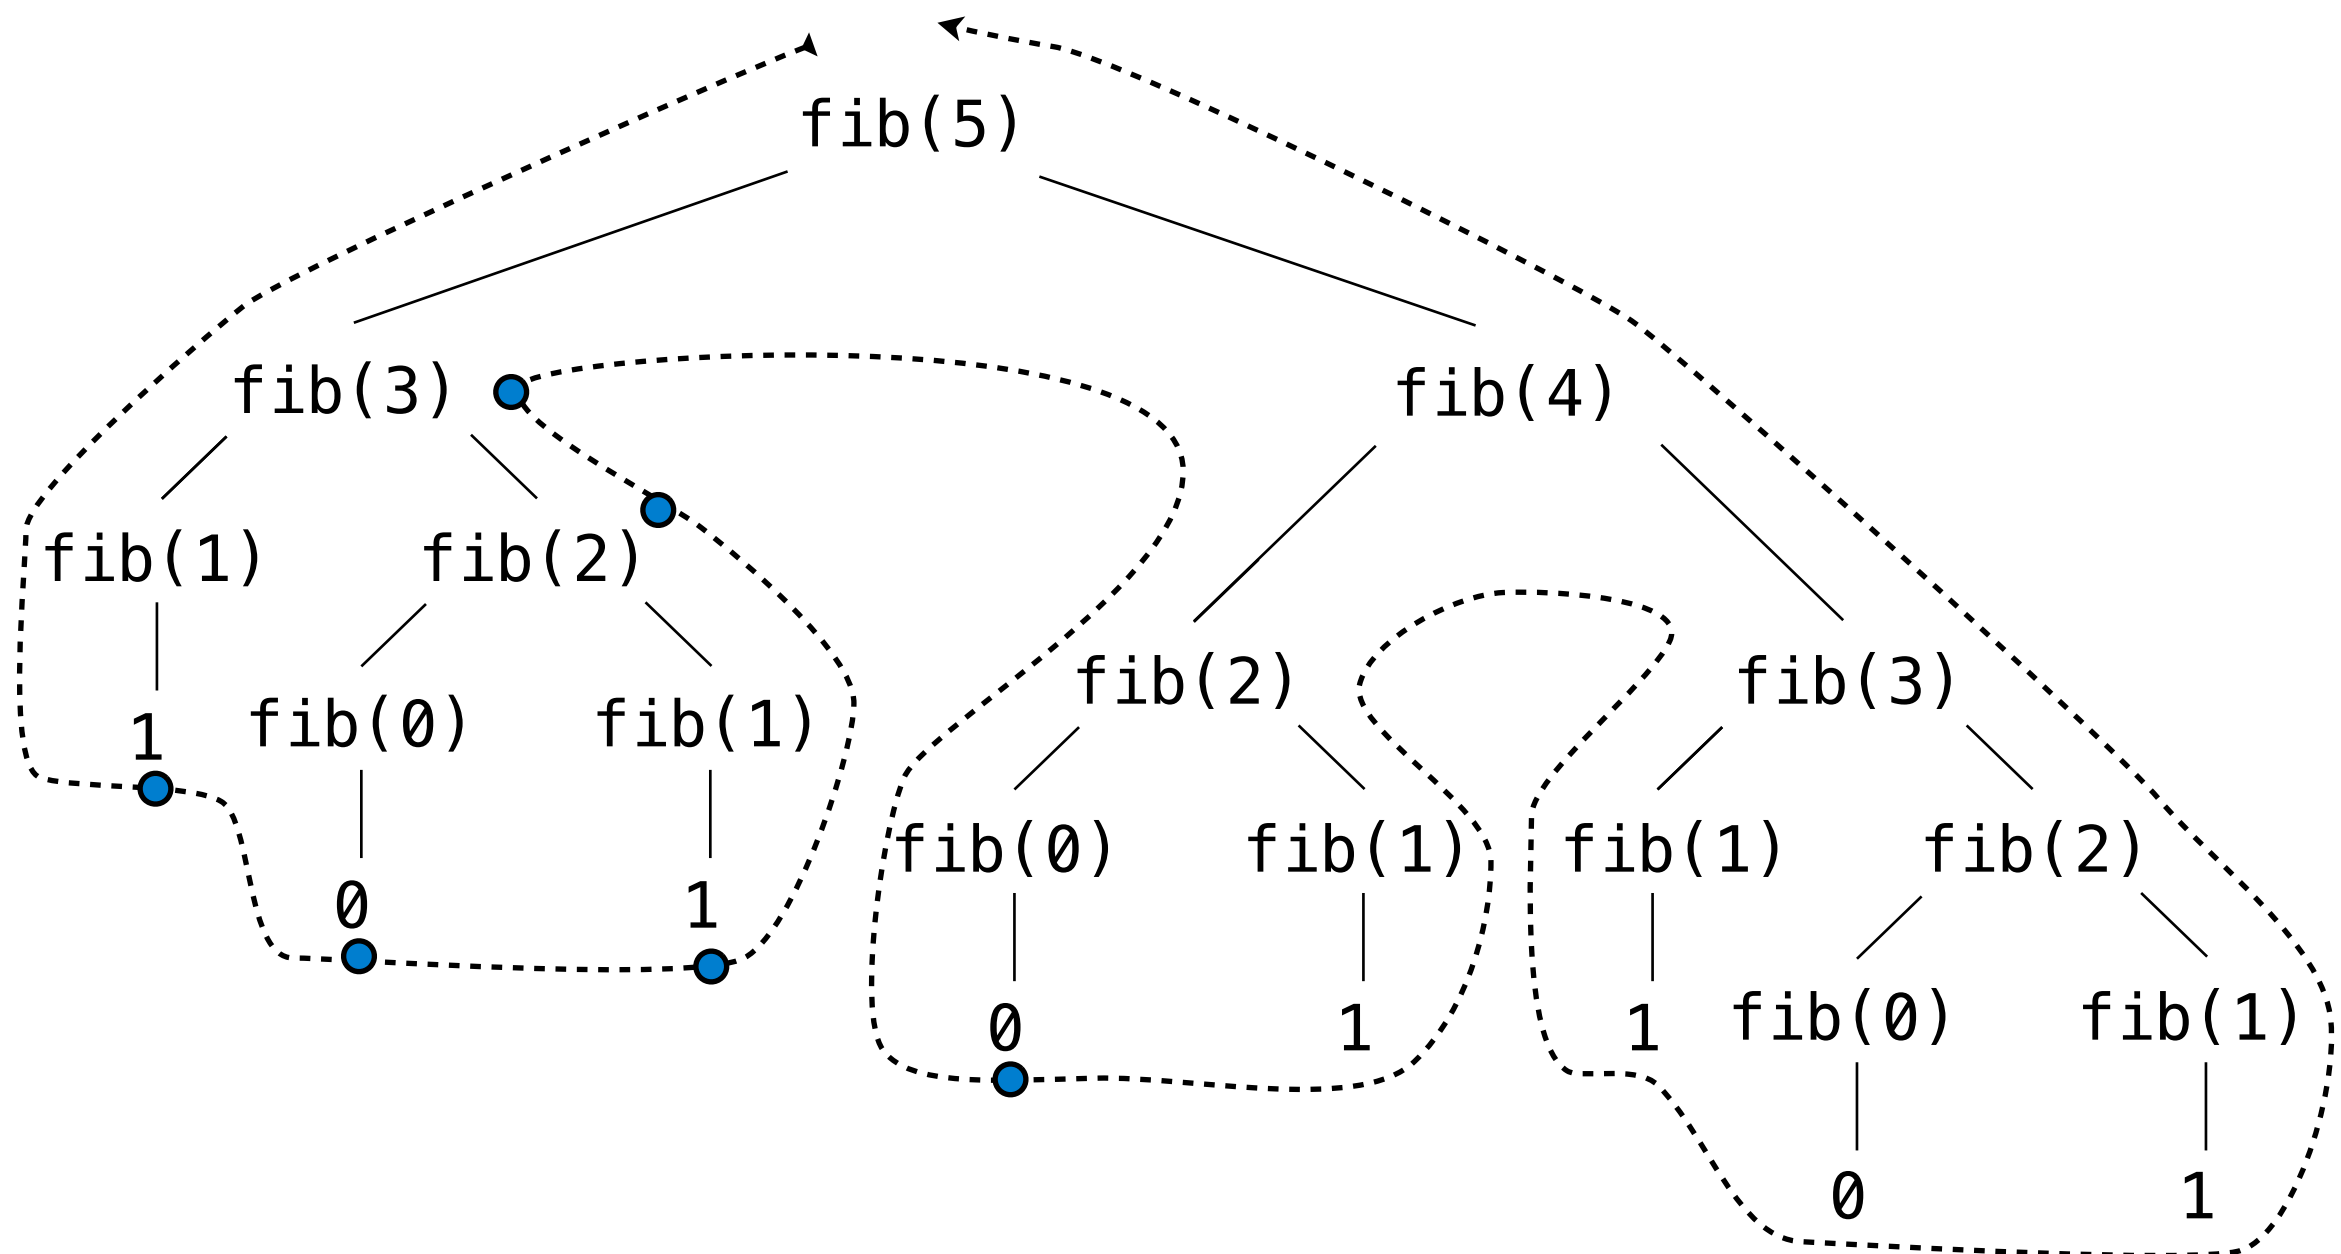 fib(5)
fib(3) fib(4)
fib(1) fib(2)
fib(2) fib(3)
1 fib(0) fib(1)
fib(0) fib(1) fib(1) fib(2)
0 1
0 1 1 fib(0) fib(1)
0 1